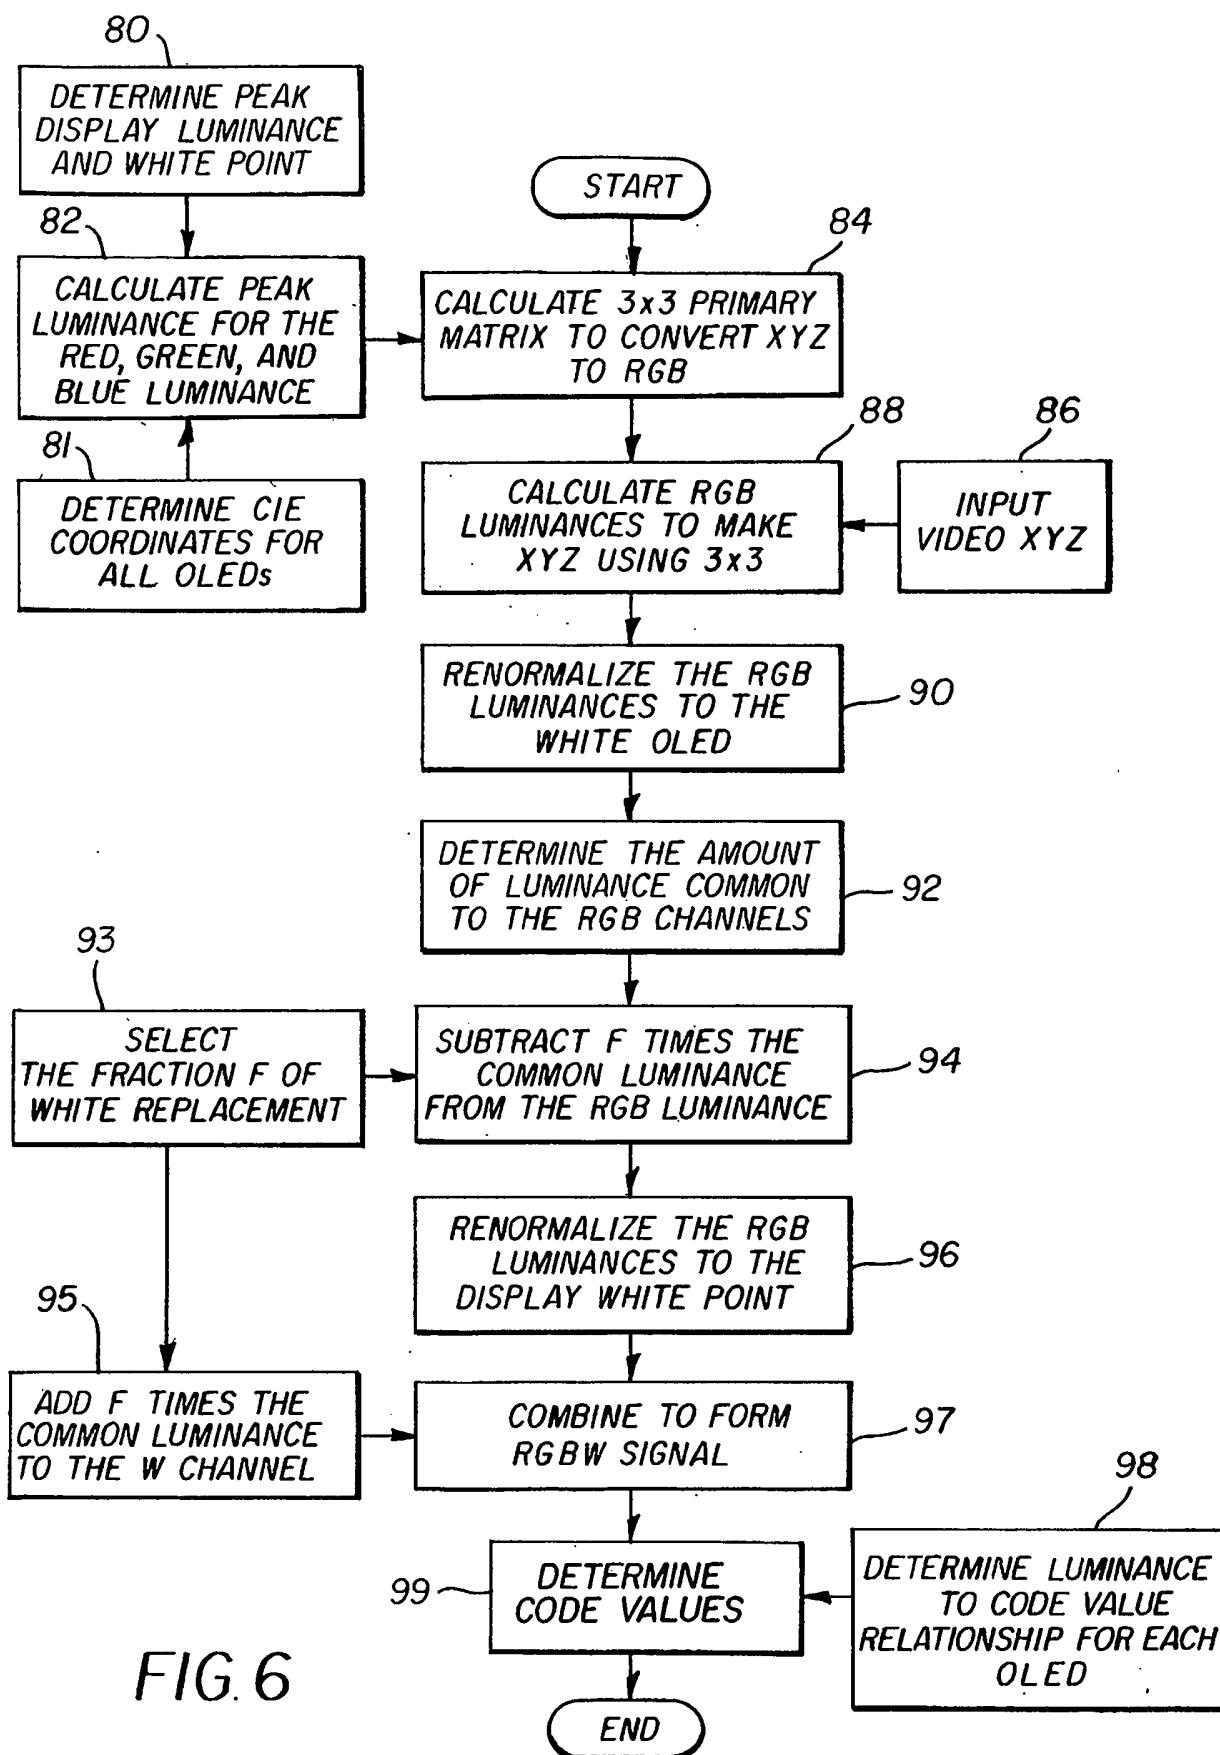 80
DETERMINE PEAK
DISPLAY LUMINANCE
AND WHITE POINT
START
82
CALCULATE PEAK
LUMINANCE FOR THE
RED, GREEN, AND
BLUE LUMINANCE
84
CALCULATE 3x3 PRIMARY
MATRIX TO CONVERT XYZ
TO RGB
81
DETERMINE CIE
COORDINATES FOR
ALL OLEDs
88
CALCULATE RGB
LUMINANCES TO MAKE
XYZ USING 3x3
86
INPUT
VIDEO XYZ
RENORMALIZE THE RGB
LUMINANCES TO THE
WHITE OLED
90
DETERMINE THE AMOUNT
OF LUMINANCE COMMON
TO THE RGB CHANNELS
92
93
SELECT
THE FRACTION F OF
WHITE REPLACEMENT
SUBTRACT F TIMES THE
COMMON LUMINANCE
FROM THE RGB LUMINANCE
94
RENORMALIZE THE RGB
LUMINANCES TO THE
DISPLAY WHITE POINT
96
95
ADD F TIMES THE
COMMON LUMINANCE
TO THE W CHANNEL
COMBINE TO FORM
RGBW SIGNAL
97
98
DETERMINE LUMINANCE
TO CODE VALUE
RELATIONSHIP FOR EACH
OLED
99
DETERMINE
CODE VALUES
END
FIG. 6